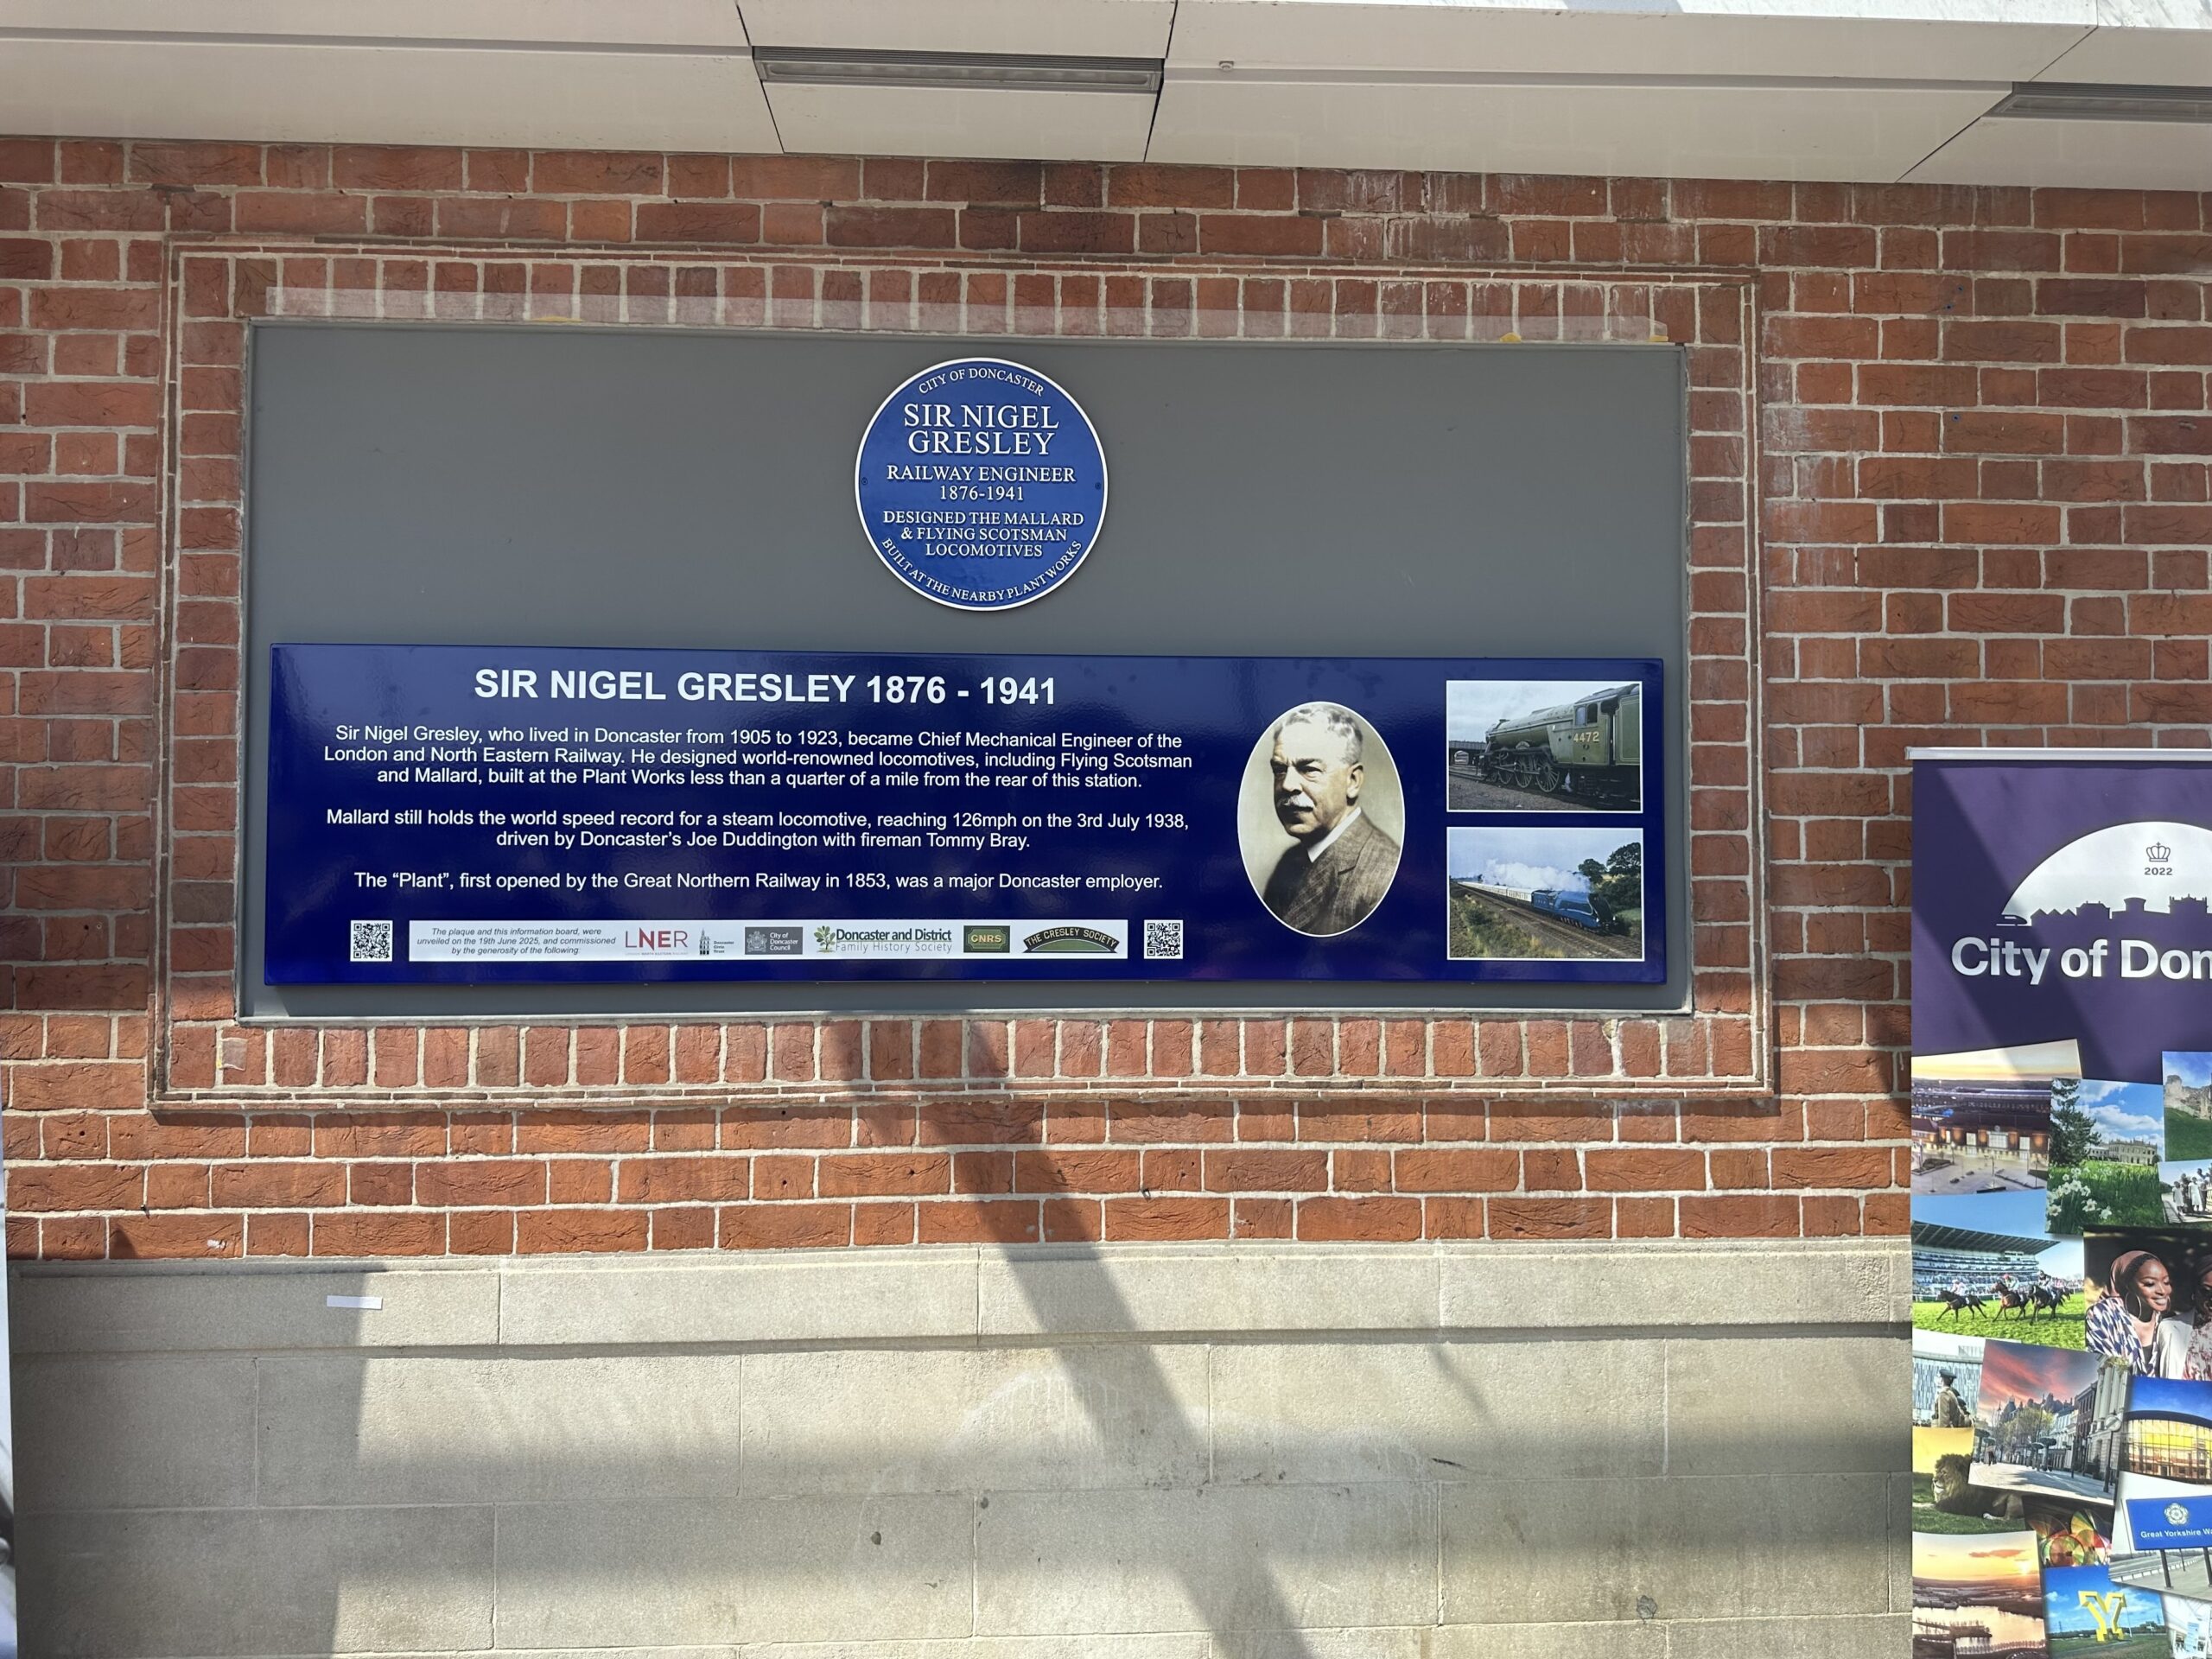 CITY OF DONCASTER
SIR NIGEL
GRESLEY
RAILWAY ENGINEER
1876-1941
DESIGNED THE MALLARD
& FLYING SCOTSMAN
LOCOMOTIVES
BUILT AT THE NEARBY PLANT WORKS
SIR NIGEL GRESLEY 1876 - 1941
Sir Nigel Gresley, who lived in Doncaster from 1905 to 1923, became Chief Mechanical Engineer of the
London and North Eastern Railway. He designed world-renowned locomotives, including Flying Scotsman
and Mallard, built at the Plant Works less than a quarter of a mile from the rear of this station.
Mallard still holds the world speed record for a steam locomotive, reaching 126mph on the 3rd July 1938,
driven by Doncaster's Joe Duddington with fireman Tommy Bray.
The “Plant”, first opened by the Great Northern Railway in 1853, was a major Doncaster employer.
The plaque and this information board, were
unveiled on the 19th June 2025, and commissioned
by the generosity of the following:
LNER
City of
Doncaster
Council
Doncaster and District
Family History Society
GNRS
THE GRESLEY SOCIETY
4472
2022
City of Don
Great Yorkshire W